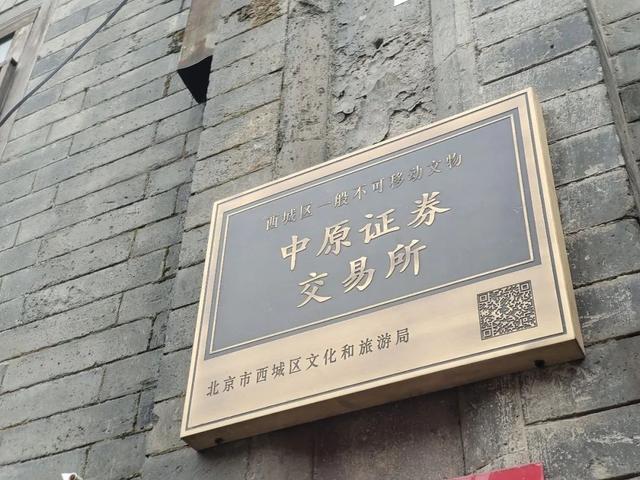 西城区一般不可移动文物
中原证券
交易所
北京市西城区文化和旅游局